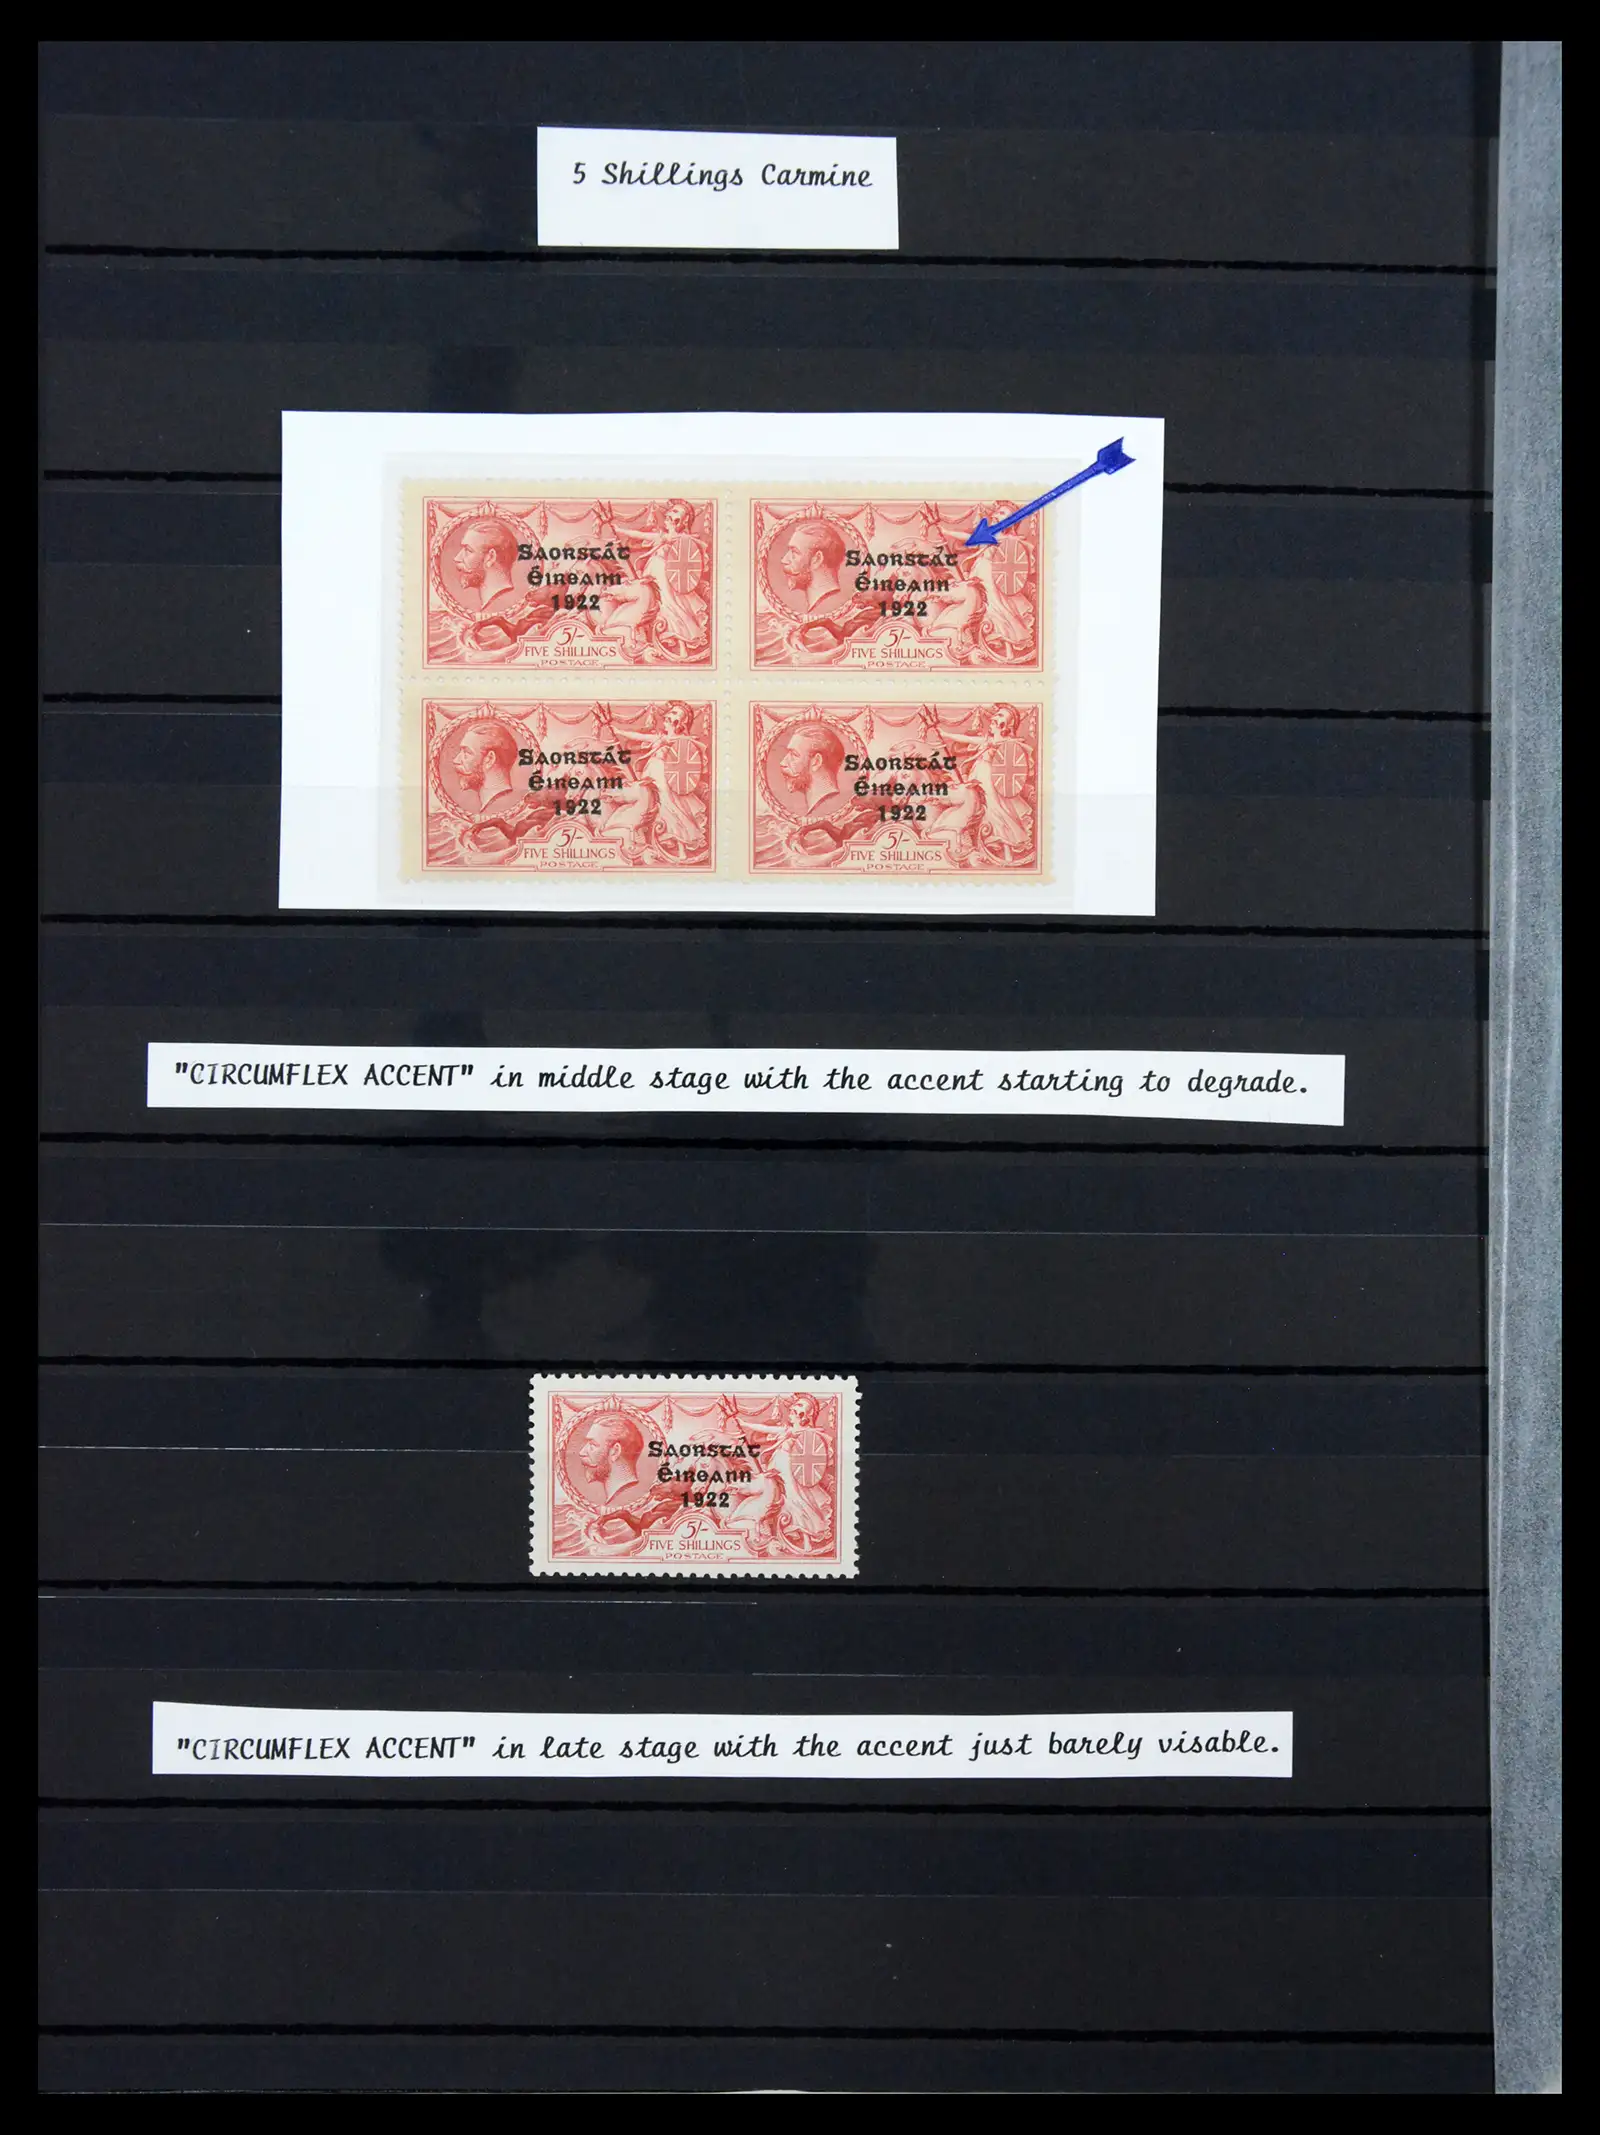 5 Shillings Carmine
SAORSTÁT
ÉIREANN
1922
5/-
FIVE SHILLINGS
POSTAGE
SAORSTÁT
ÉIREANN
1922
5/-
FIVE SHILLINGS
POSTAGE
SAORSTÁT
ÉIREANN
1922
5/-
FIVE SHILLINGS
POSTAGE
SAORSTÁT
ÉIREANN
1922
5/-
FIVE SHILLINGS
POSTAGE
"CIRCUMFLEX ACCENT" in middle stage with the accent starting to degrade.
SAORSTÁT
ÉIREANN
1922
5/-
FIVE SHILLINGS
POSTAGE
"CIRCUMFLEX ACCENT" in late stage with the accent just barely visable.